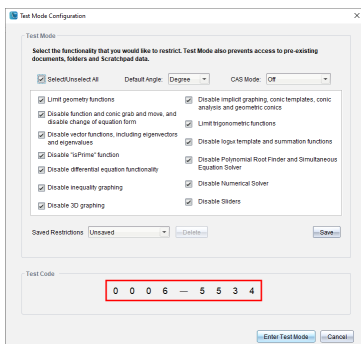 Test Mode Configuration
Test Mode
Select the functionality that you would like to restrict. Test Mode also prevents access to pre-existing
documents, folders and Scratchpad data.
Select/Unselect All Default Angle: Degree CAS Mode: Off
Limit geometry functions
Disable function and conic grab and move, and
disable change of equation form
Disable vector functions, including eigenvectors
and eigenvalues
Disable "isPrime" function
Disable differential equation functionality
Disable inequality graphing
Disable 3D graphing
Disable implicit graphing, conic templates, conic
analysis and geometric conics
Limit trigonometric functions
Disable logUI template and summation functions
Disable Polynomial Root Finder and Simultaneous
Equation Solver
Disable Numerical Solver
Disable Sliders
Saved Restrictions Unsaved Delete Save
Test Code
0 0 0 6 — 5 5 3 4
Enter Test Mode Cancel